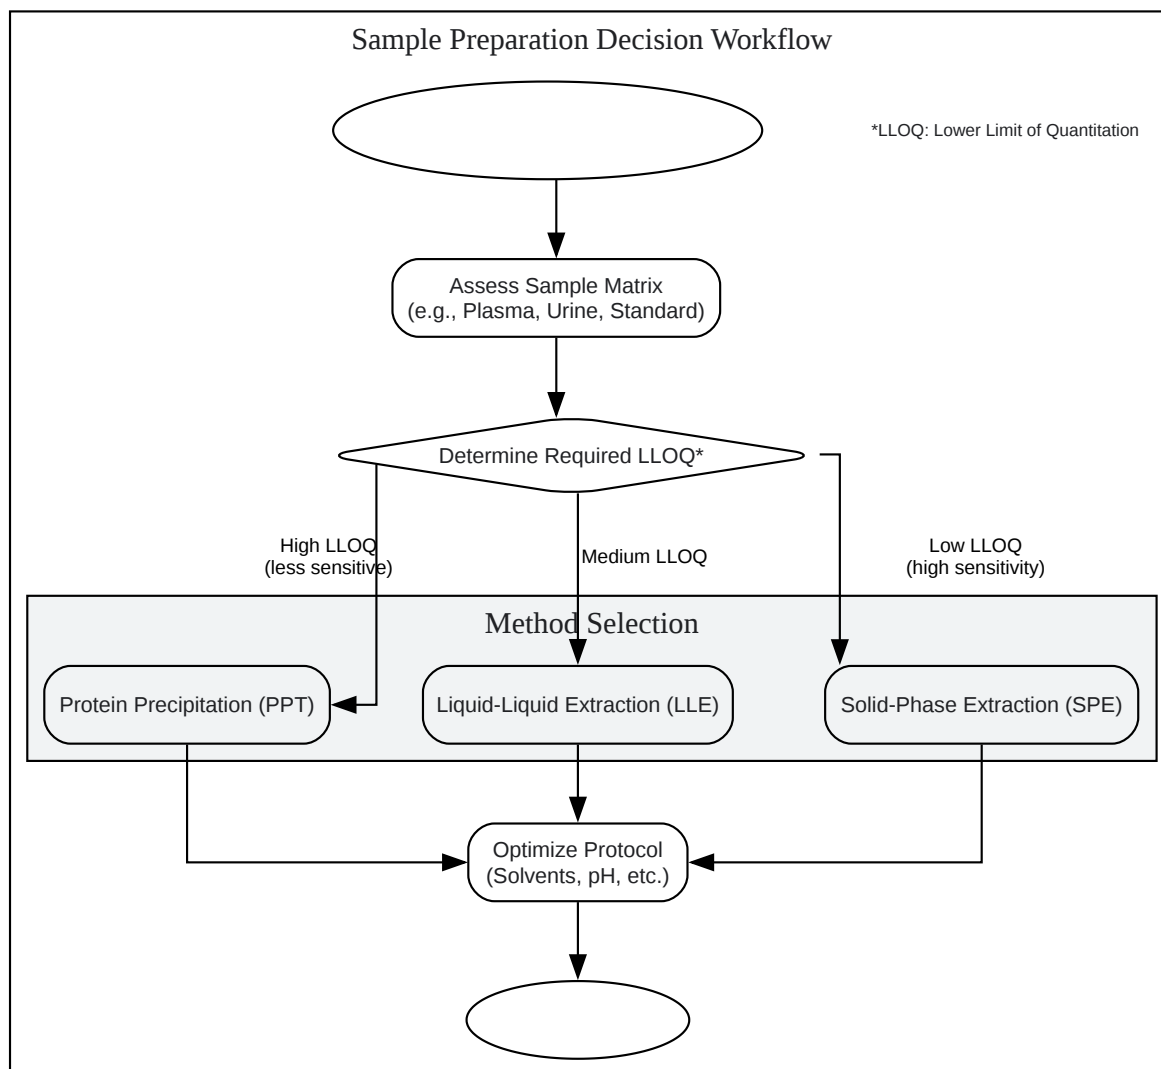 Sample Preparation Decision Workflow
*LLOQ: Lower Limit of Quantitation
Assess Sample Matrix
(e.g., Plasma, Urine, Standard)
Determine Required LLOQ*
High LLOQ
(less sensitive)
Medium LLOQ
Low LLOQ
(high sensitivity)
Method Selection
Protein Precipitation (PPT)
Liquid-Liquid Extraction (LLE)
Solid-Phase Extraction (SPE)
Optimize Protocol
(Solvents, pH, etc.)